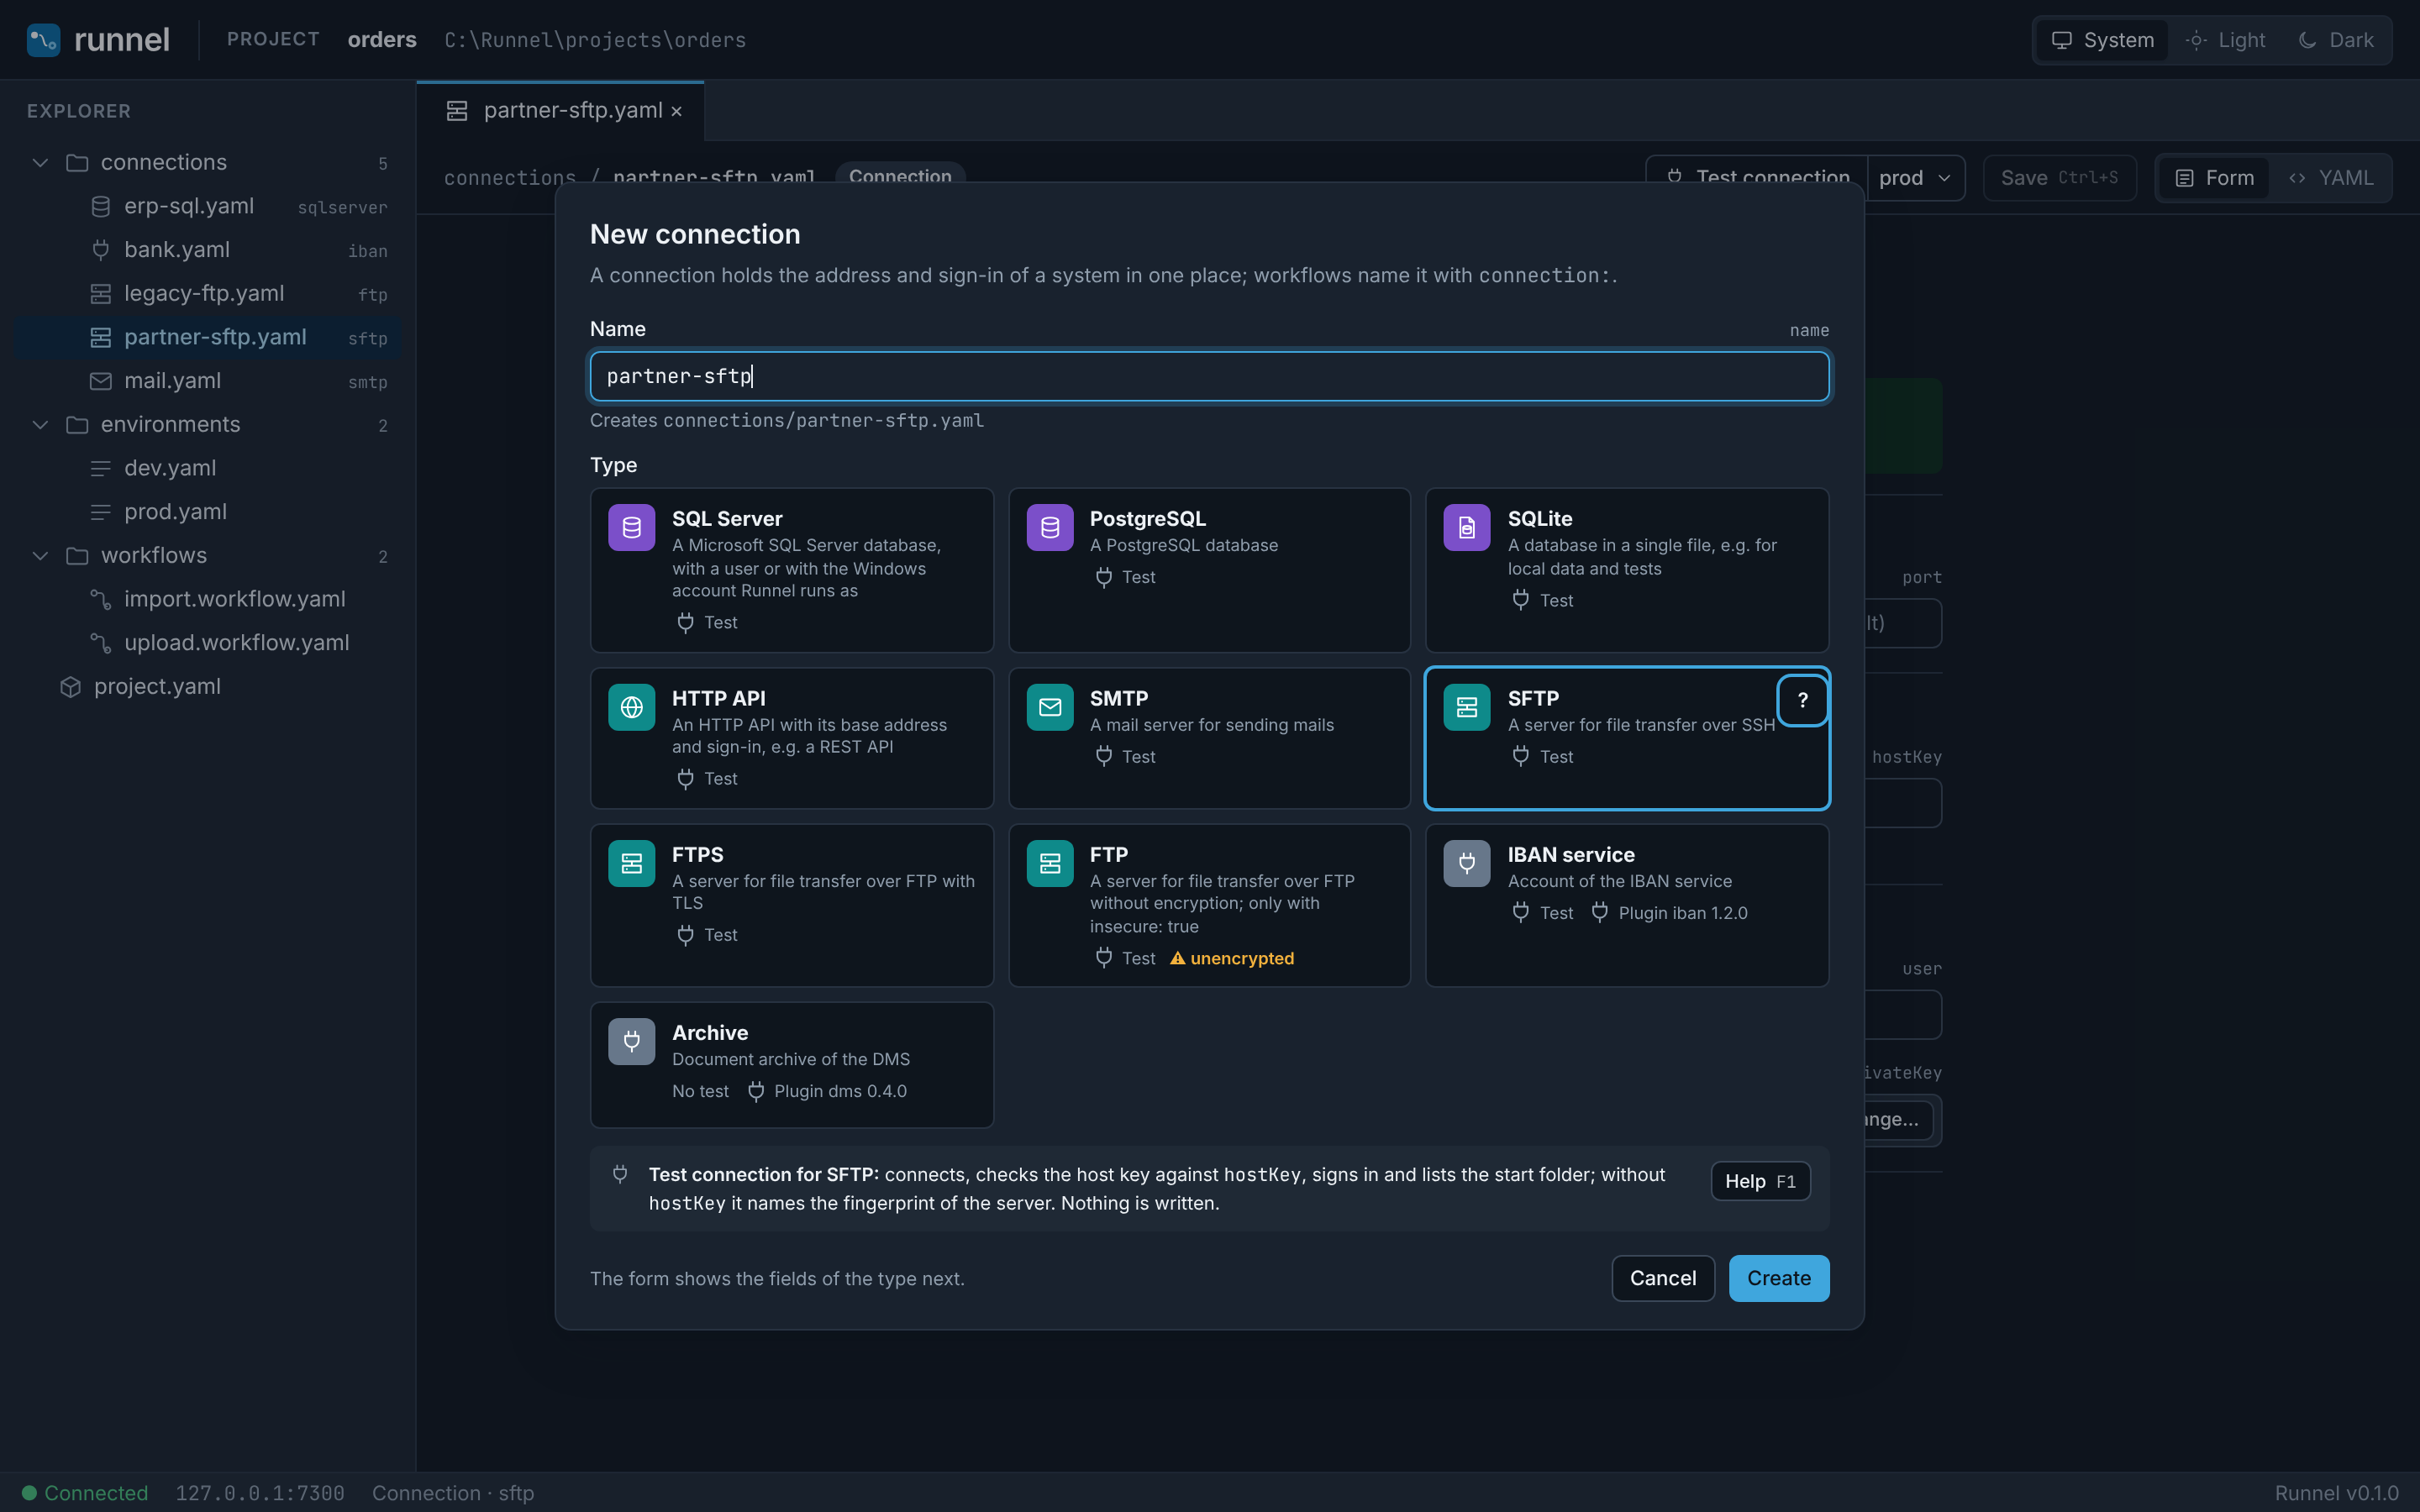 runnel
PROJECT orders C:\Runnel\projects\orders
System Light Dark
EXPLORER
connections 5
erp-sql.yaml sqlserver
bank.yaml iban
legacy-ftp.yaml ftp
partner-sftp.yaml sftp
mail.yaml smtp
environments 2
dev.yaml
prod.yaml
workflows 2
import.workflow.yaml
upload.workflow.yaml
project.yaml
partner-sftp.yaml ×
connections / partner-sftp.yaml Connection
Test connection prod Save Ctrl+S Form YAML
New connection
A connection holds the address and sign-in of a system in one place; workflows name it with connection:.
Name name
partner-sftp
Creates connections/partner-sftp.yaml
Type
SQL Server
A Microsoft SQL Server database,
with a user or with the Windows
account Runnel runs as
Test
PostgreSQL
A PostgreSQL database
Test
SQLite
A database in a single file, e.g. for
local data and tests
Test
HTTP API
An HTTP API with its base address
and sign-in, e.g. a REST API
Test
SMTP
A mail server for sending mails
Test
SFTP
?
A server for file transfer over SSH
Test
FTPS
A server for file transfer over FTP with
TLS
Test
FTP
A server for file transfer over FTP
without encryption; only with
insecure: true
Test unencrypted
IBAN service
Account of the IBAN service
Test Plugin iban 1.2.0
Archive
Document archive of the DMS
No test Plugin dms 0.4.0
Test connection for SFTP: connects, checks the host key against hostKey, signs in and lists the start folder; without
hostKey it names the fingerprint of the server. Nothing is written.
Help F1
The form shows the fields of the type next.
Cancel Create
port
lt)
hostKey
user
ivateKey
ange...
Connected 127.0.0.1:7300 Connection · sftp
Runnel v0.1.0